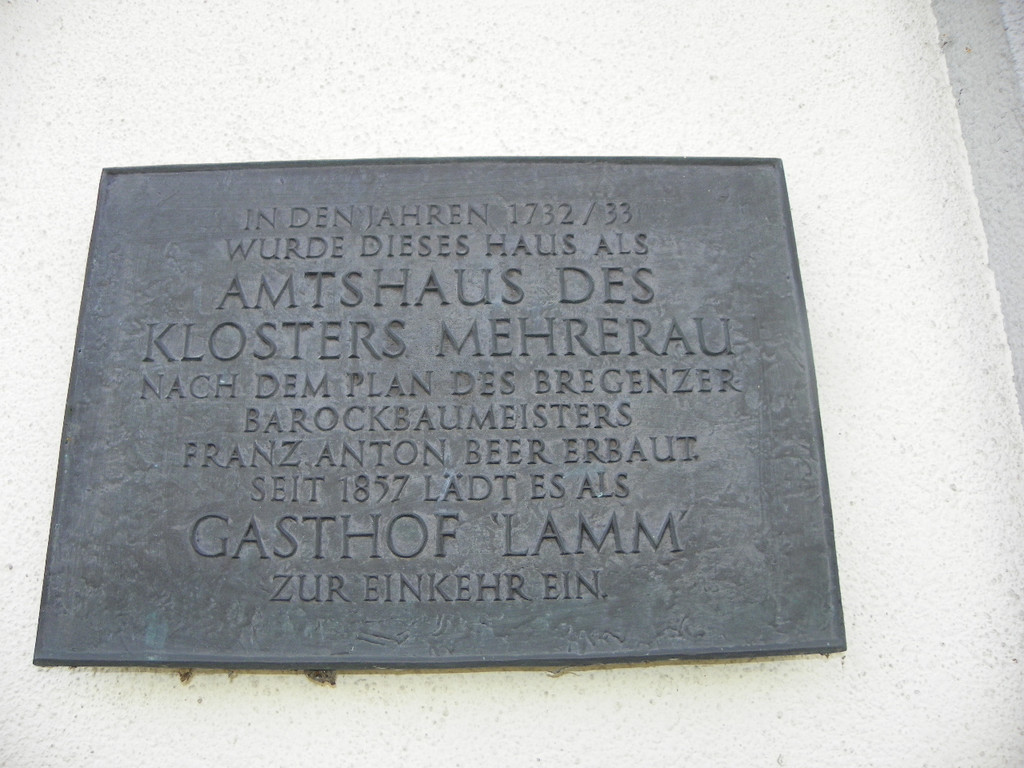 IN DEN JAHREN 1732/33
WURDE DIESES HAUS ALS
AMTSHAUS DES
KLOSTERS MEHRERAU
NACH DEM PLAN DES BREGENZER
BAROCKBAUMEISTERS
FRANZ ANTON BEER ERBAUT.
SEIT 1857 LÄDT ES ALS
GASTHOF 'LAMM'
ZUR EINKEHR EIN.